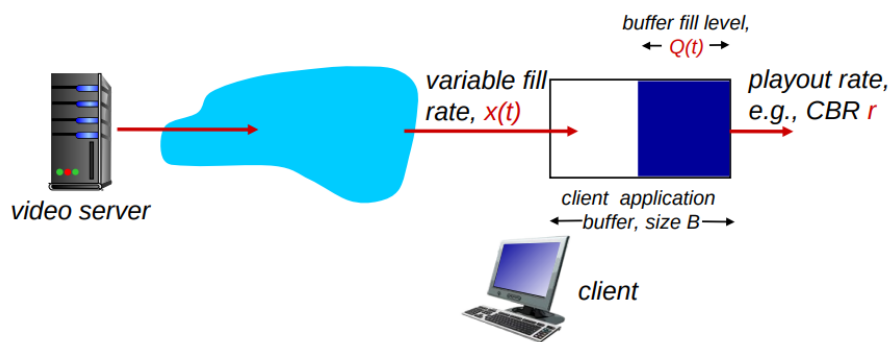 buffer fill level,
Q(t)
variable fill
rate, x(t)
playout rate,
e.g., CBR r
video server
client application
buffer, size B
client